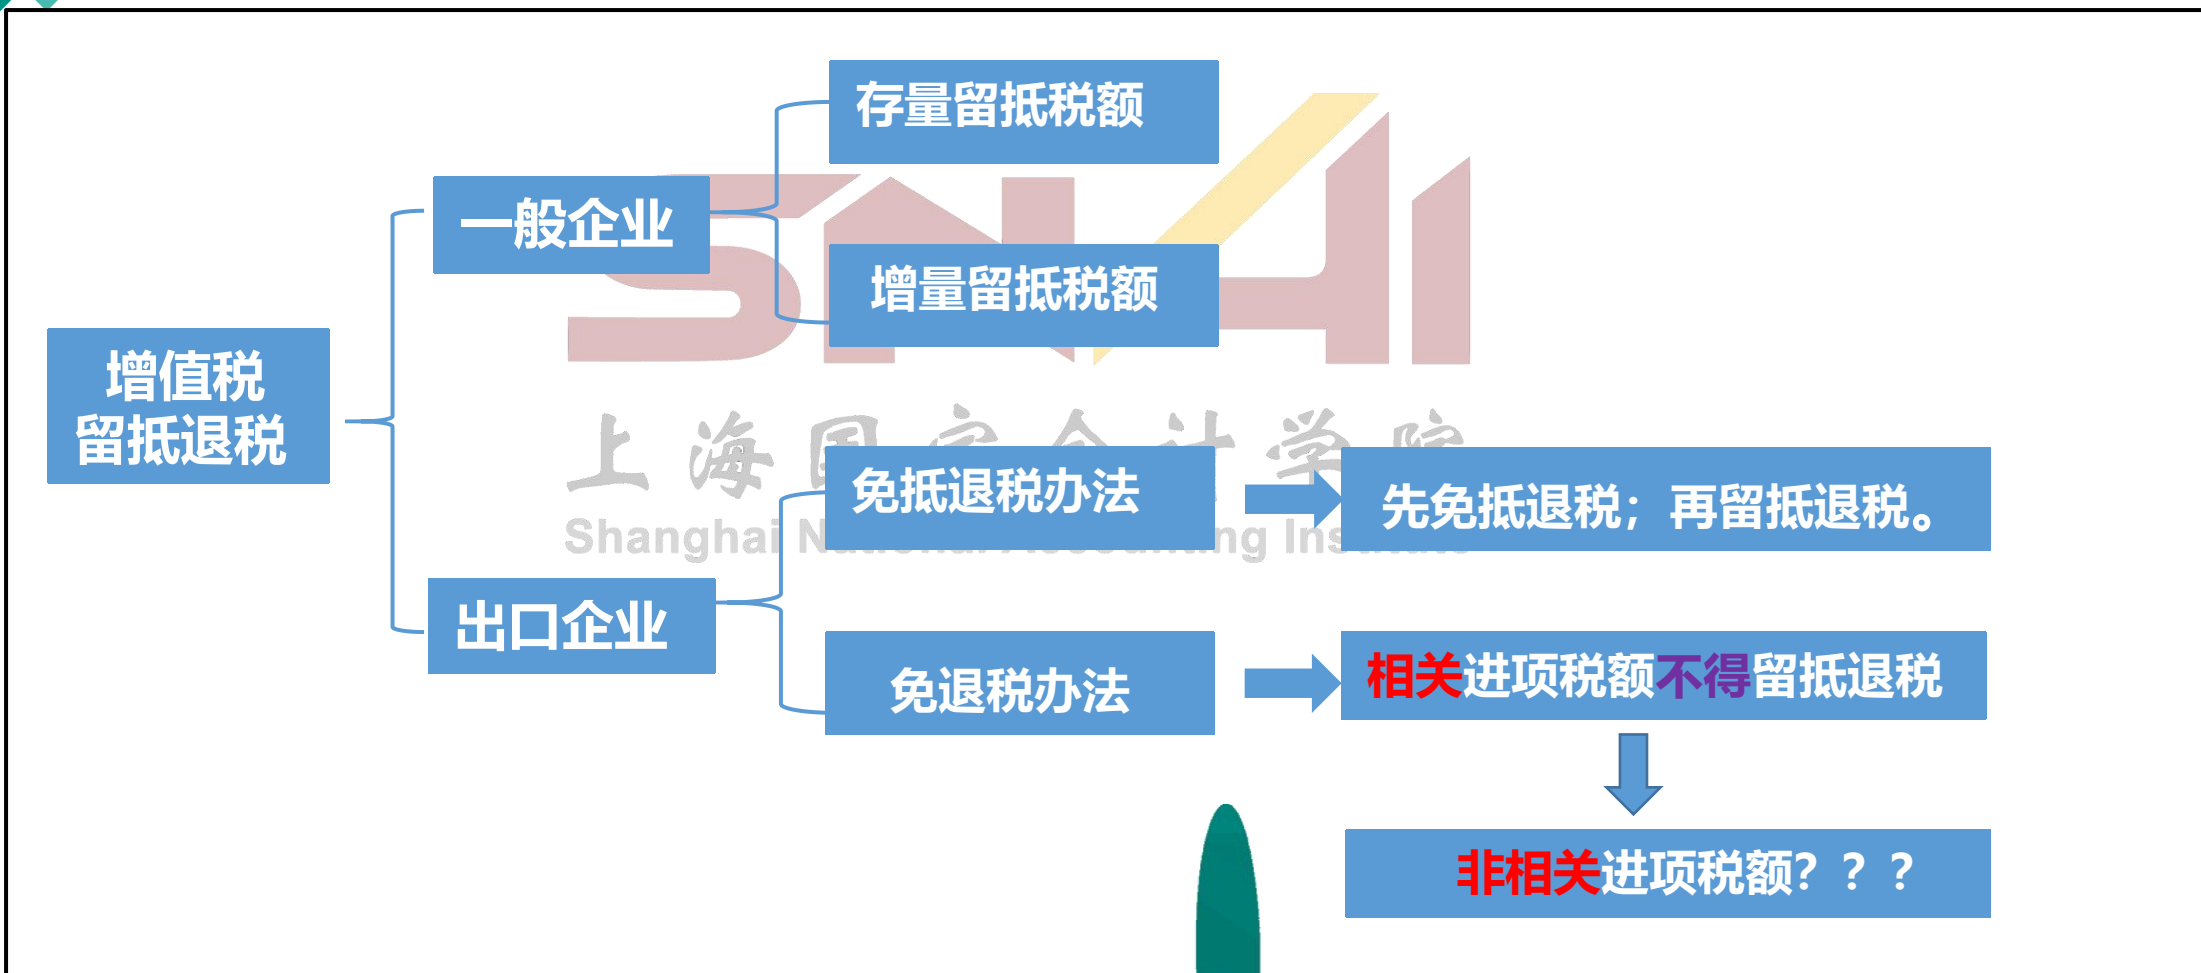 存量留抵税额
一般企业
增量留抵税额
增值税
留抵退税
上海国家会计学院
免抵退税办法
先免抵退税；再留抵退税。
Shanghai National Accounting Institute
出口企业
免退税办法
相关进项税额不得留抵退税
非相关进项税额？？？